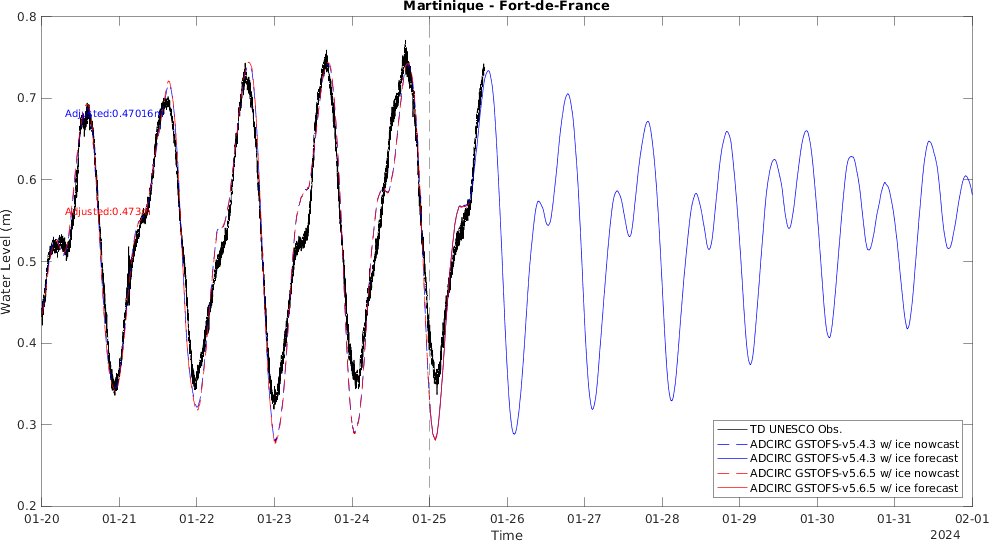 Martinique - Fort-de-France
0.8
0.7
0.6
0.5
0.4
0.3
0.2
Water Level (m)
Adjusted:0.47016m
Adjusted:0.473m
TD UNESCO Obs.
ADCIRC GSTOFS-v5.4.3 w/ ice nowcast
ADCIRC GSTOFS-v5.4.3 w/ ice forecast
ADCIRC GSTOFS-v5.6.5 w/ ice nowcast
ADCIRC GSTOFS-v5.6.5 w/ ice forecast
01-20 01-21 01-22 01-23 01-24 01-25 01-26 01-27 01-28 01-29 01-30 01-31 02-01
Time
2024